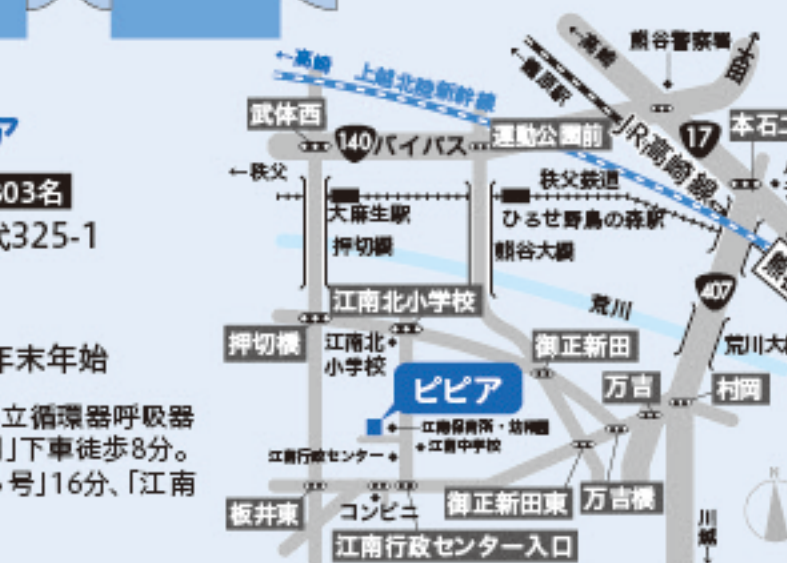 ア
303名
代325-1
年末年始
立循環器呼吸器
」下車徒歩8分。
号」16分、「江南
←高崎
上越北陸新幹線
←高崎
熊谷警察署
太田
←籠原駅
武体西
140
バイパス
運動公園前
JR高崎線
17
本石二
←秩父
秩父鉄道
大麻生駅
ひろせ野鳥の森駅
押切橋
熊谷大橋
407
荒川
江南北小学校
押切橋
江南北
小学校
御正新田
荒川大
万吉
村岡
ピピア
江南保育所・幼稚園
江南中学校
江南行政センター
板井東
コンビニ
御正新田東
万吉橋
江南行政センター入口
川越
N